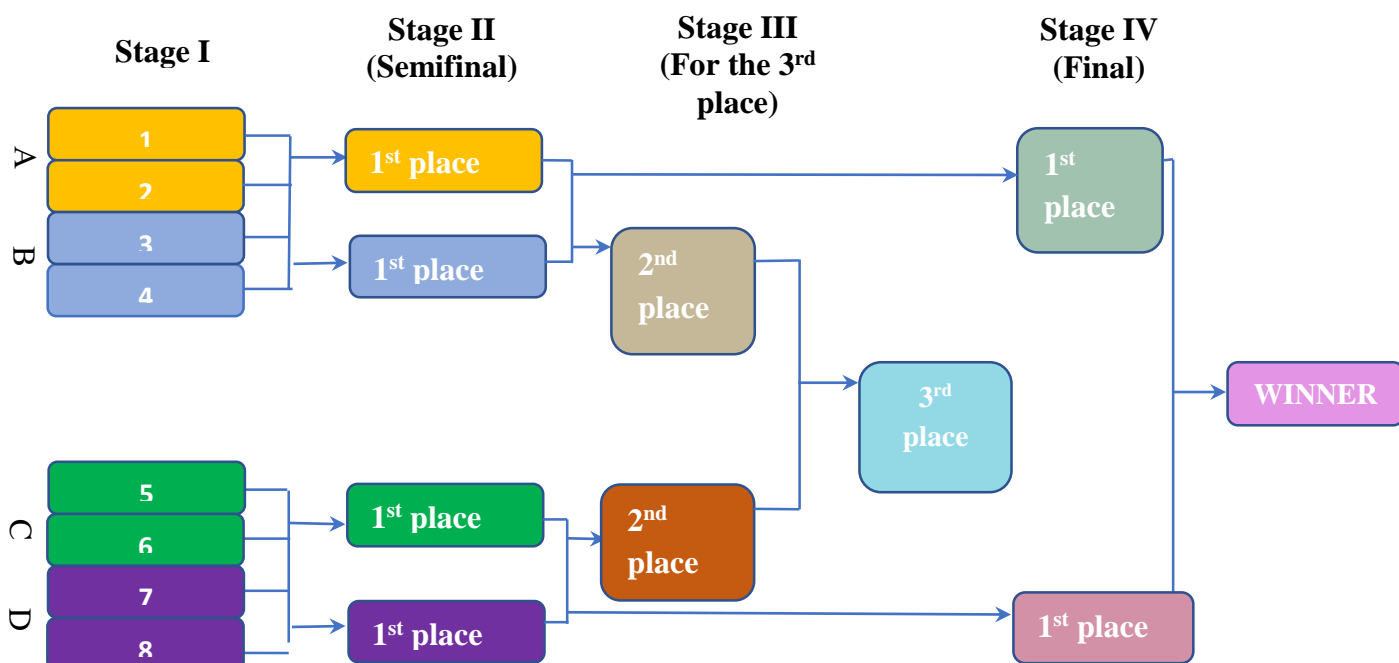 Stage I
Stage II
(Semifinal)
Stage III
(For the 3rd
place)
Stage IV
(Final)
A
1
2
B
3
4
1st place
1st place
2nd
place
1st
place
3rd
place
WINNER
C
5
6
D
7
8
1st place
1st place
2nd
place
1st place